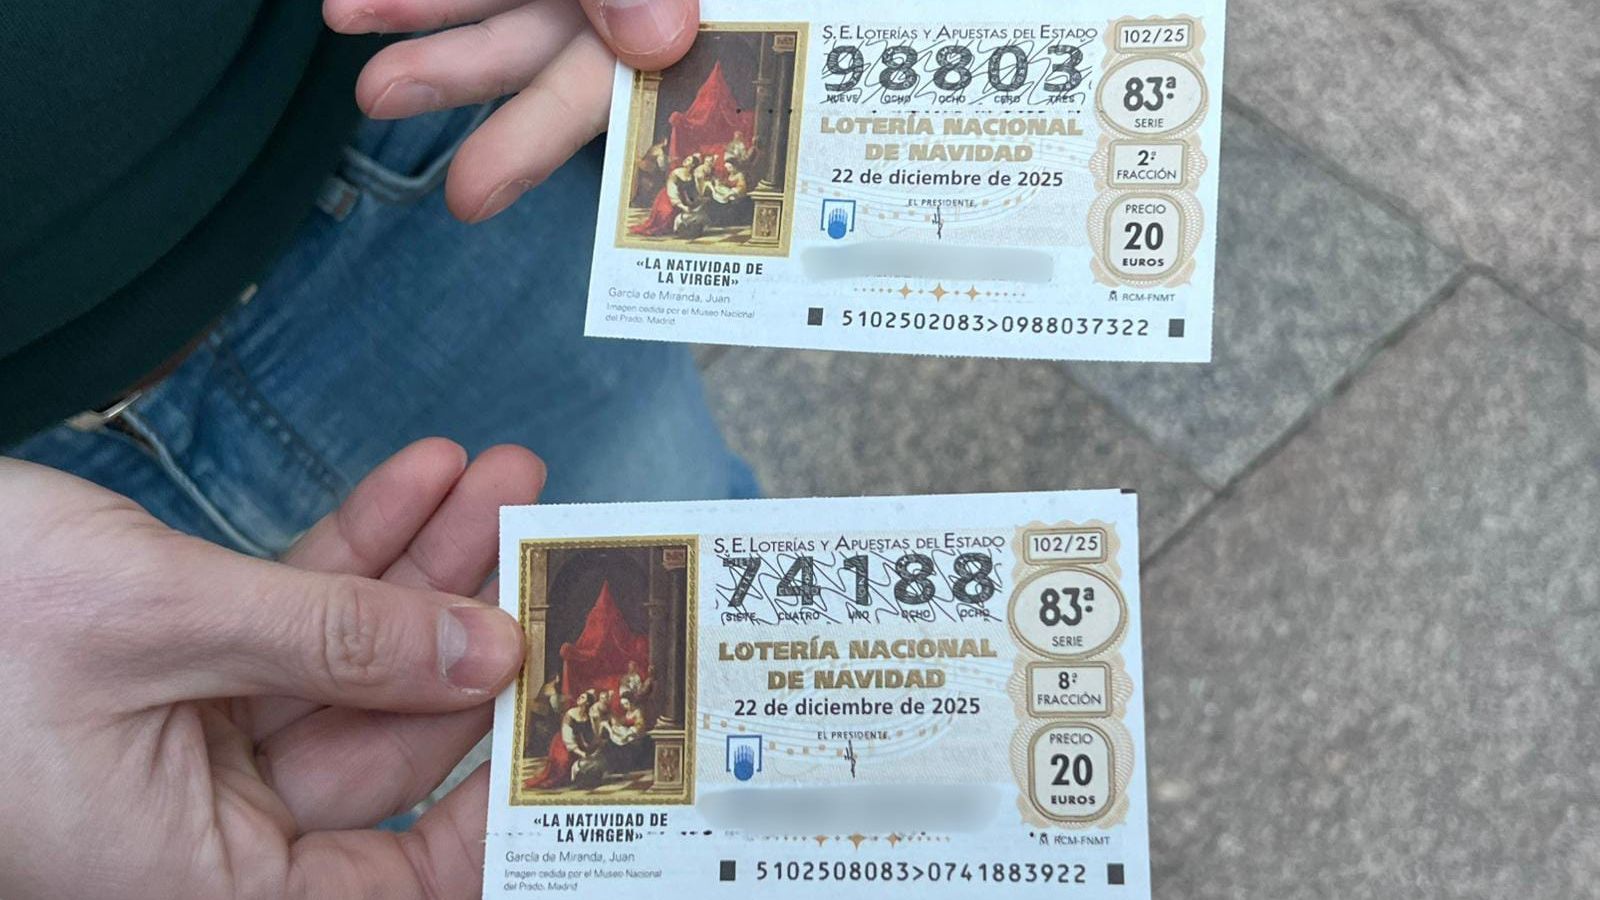 S. E. LOTERÍAS Y APUESTAS DEL ESTADO
98803
NUEVE OCHO OCHO CERO TRES
LOTERÍA NACIONAL
DE NAVIDAD
22 de diciembre de 2025
EL PRESIDENTE,
102/25
83ª
SERIE
2ª
FRACCIÓN
PRECIO
20
EUROS
RCM-FNMT
«LA NATIVIDAD DE
LA VIRGEN»
García de Miranda, Juan
Imagen cedida por el Museo Nacional
del Prado. Madrid
5102502083>0988037322
S. E. LOTERÍAS Y APUESTAS DEL ESTADO
74188
SIETE CUATRO UNO OCHO OCHO
LOTERÍA NACIONAL
DE NAVIDAD
22 de diciembre de 2025
EL PRESIDENTE,
102/25
83ª
SERIE
8ª
FRACCIÓN
PRECIO
20
EUROS
RCM-FNMT
«LA NATIVIDAD DE
LA VIRGEN»
García de Miranda, Juan
Imagen cedida por el Museo Nacional
del Prado. Madrid
5102508083>0741883922